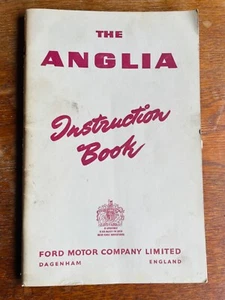 THE
ANGLIA
Instruction
Book
FORD MOTOR COMPANY LIMITED
DAGENHAM ENGLAND